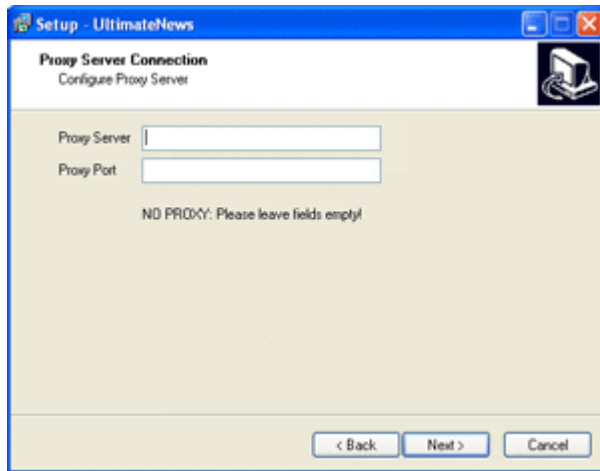 Setup - UltimateNews
Proxy Server Connection
Configure Proxy Server
Proxy Server
Proxy Port
NO PROXY: Please leave fields empty!
< Back
Next >
Cancel